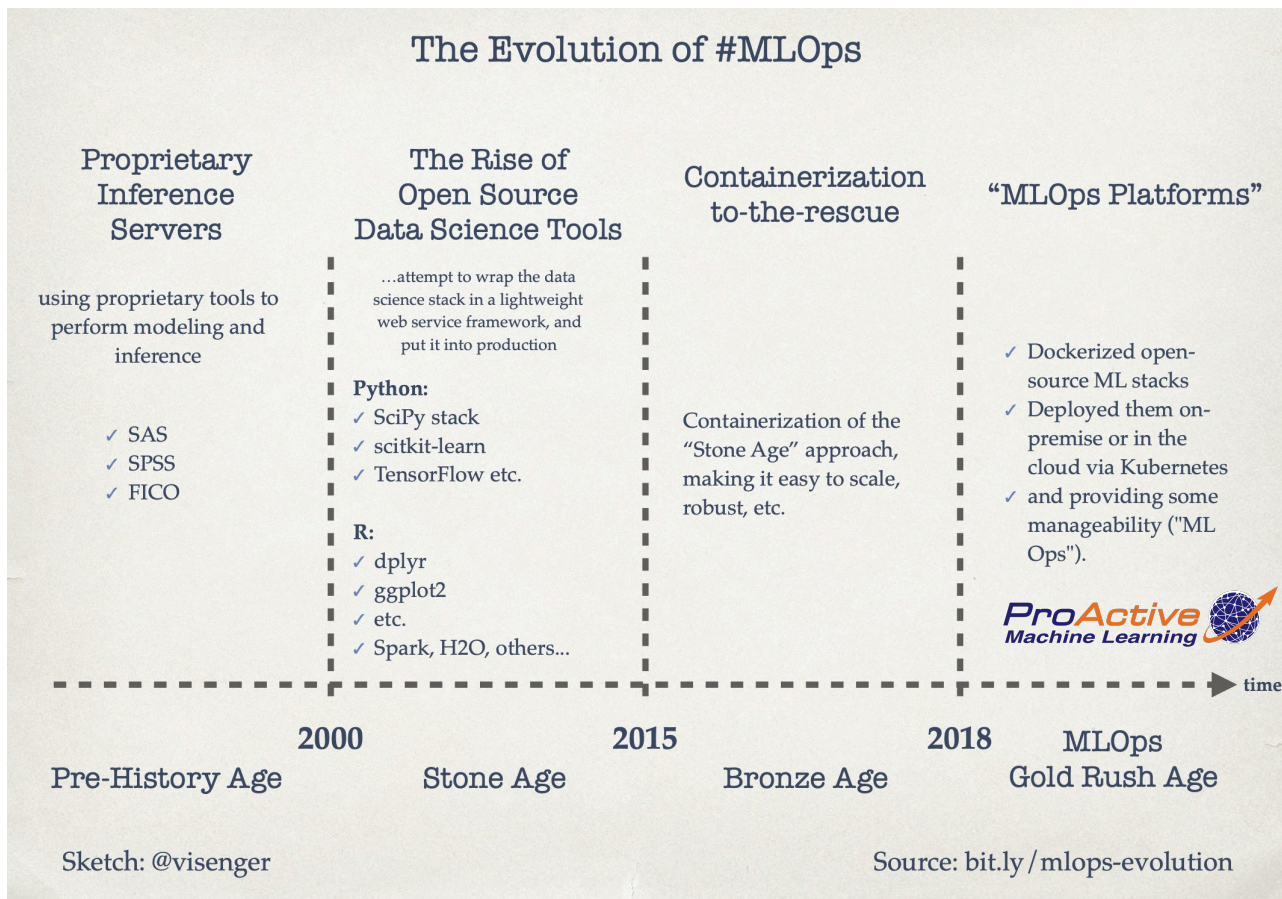 The Evolution of #MLOps
Proprietary
Inference
Servers
using proprietary tools to
perform modeling and
inference
✓ SAS
✓ SPSS
✓ FICO
The Rise of
Open Source
Data Science Tools
…attempt to wrap the data
science stack in a lightweight
web service framework, and
put it into production
Python:
✓ SciPy stack
✓ scitkit-learn
✓ TensorFlow etc.
R:
✓ dplyr
✓ ggplot2
✓ etc.
✓ Spark, H2O, others...
Containerization
to-the-rescue
Containerization of the
“Stone Age” approach,
making it easy to scale,
robust, etc.
“MLOps Platforms”
✓ Dockerized open-
source ML stacks
✓ Deployed them on-
premise or in the
cloud via Kubernetes
✓ and providing some
manageability ("ML
Ops").
ProActive
Machine Learning
time
2000
2015
2018
Pre-History Age
Stone Age
Bronze Age
MLOps
Gold Rush Age
Sketch: @visenger
Source: bit.ly/mlops-evolution